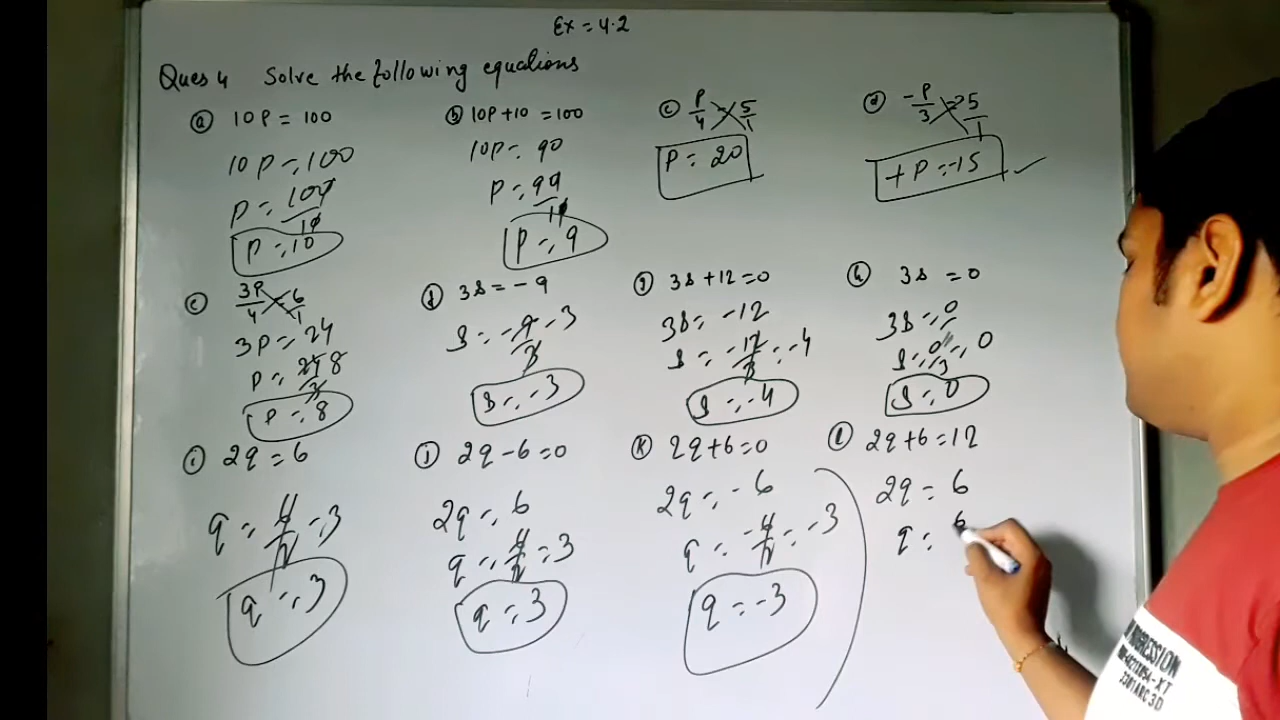 Ex = 4.2
Ques 4 Solve the following equations
(a) 10P = 100
10P = 100
P = 100/10
P = 10
(b) 10P + 10 = 100
10P = 90
P = 90/10
P = 9
(c) P/4 = 5/1
P = 20
(d) -P/3 = 5/1
+P = -15 ✓
(e) 3P/4 = 6/1
3P = 24
P = 24/3 8
P = 8
(f) 3s = -9
s = -9/3 -3
s = -3
(g) 3s + 12 = 0
3s = -12
s = -12/3 = -4
s = -4
(h) 3s = 0
3s = 0
s = 0/3 = 0
s = 0
(i) 2q = 6
q = 6/2 = 3
q = 3
(j) 2q - 6 = 0
2q = 6
q = 6/2 = 3
q = 3
(k) 2q + 6 = 0
2q = -6
q = -6/2 = -3
q = -3
(l) 2q + 6 = 12
2q = 6
q = 6